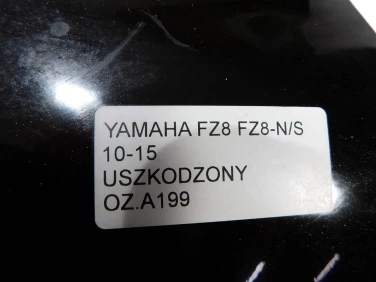 YAMAHA FZ8 FZ8-N/S
10-15
USZKODZONY
OZ.A199